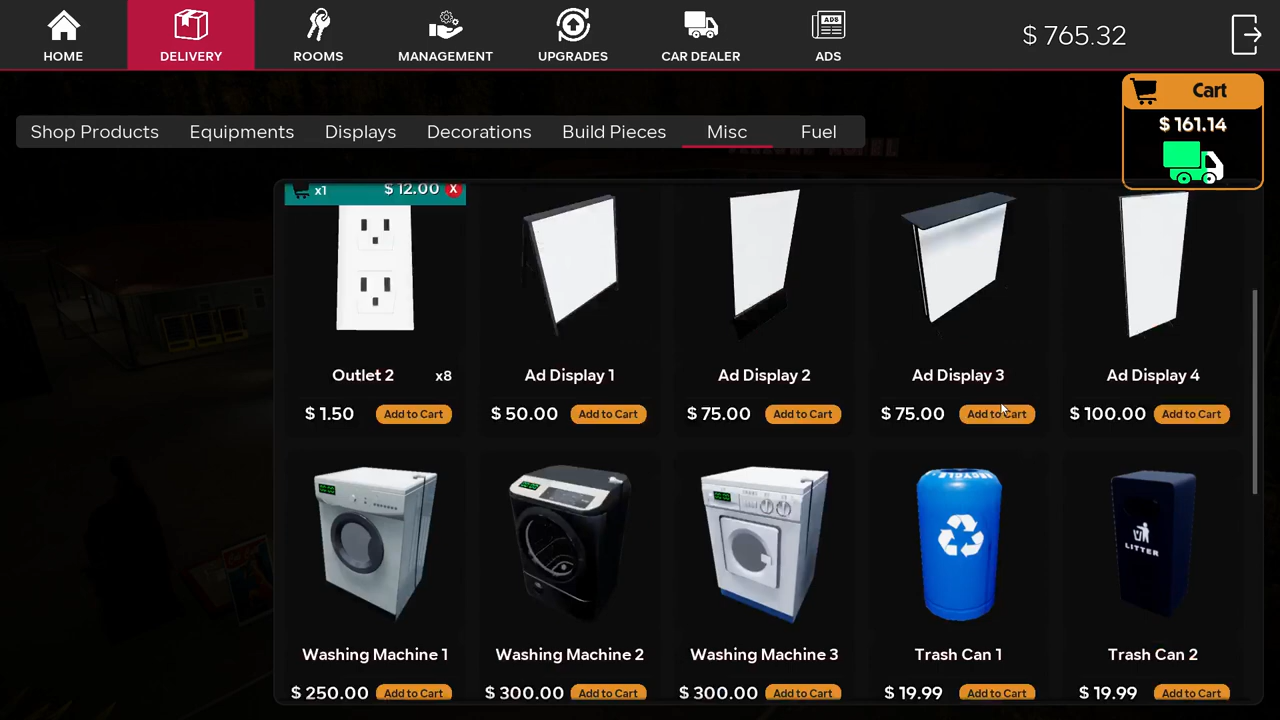 HOME
DELIVERY
ROOMS
MANAGEMENT
UPGRADES
ADS
CAR DEALER
ADS
$ 765.32
Cart
$ 161.14
Shop Products
Equipments
Displays
Decorations
Build Pieces
Misc
Fuel
x1 $ 12.00 X
Outlet 2 x8
Ad Display 1
Ad Display 2
Ad Display 3
Ad Display 4
$ 1.50 Add to Cart
$ 50.00 Add to Cart
$ 75.00 Add to Cart
$ 75.00 Add to Cart
$ 100.00 Add to Cart
RECYCLE
LITTER
Washing Machine 1
Washing Machine 2
Washing Machine 3
Trash Can 1
Trash Can 2
$ 250.00 Add to Cart
$ 300.00 Add to Cart
$ 300.00 Add to Cart
$ 19.99 Add to Cart
$ 19.99 Add to Cart